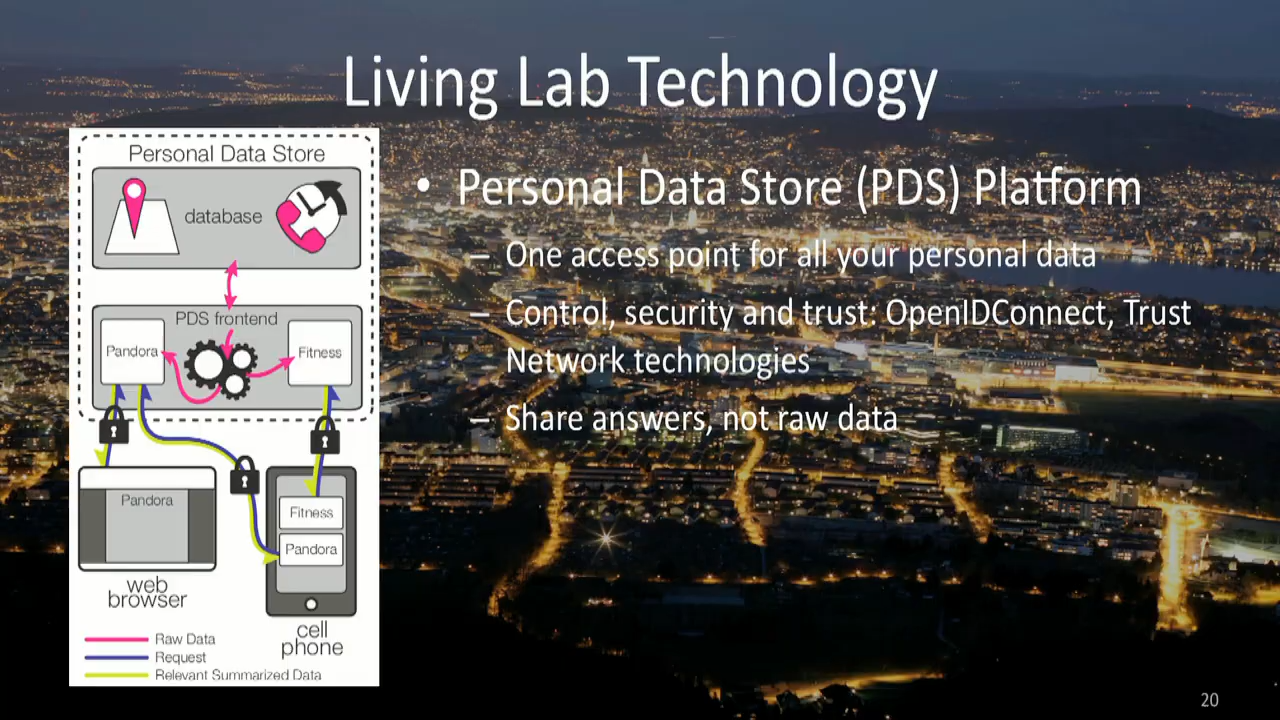 Living Lab Technology
Personal Data Store
database
PDS frontend
Pandora
Fitness
Pandora
Fitness
Pandora
web
browser
cell
phone
Raw Data
Request
Relevant Summarized Data
• Personal Data Store (PDS) Platform
– One access point for all your personal data
– Control, security and trust: OpenIDConnect, Trust
Network technologies
– Share answers, not raw data
20